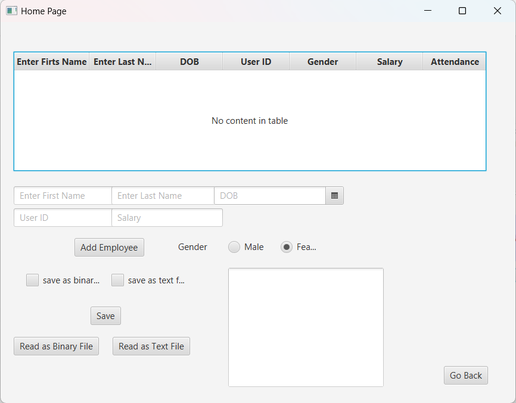 Home Page
Enter Firts Name Enter Last N... DOB User ID Gender Salary Attendance
No content in table
Enter First Name Enter Last Name DOB
User ID Salary
Add Employee Gender Male Fea...
save as binar... save as text f...
Save
Read as Binary File Read as Text File
Go Back